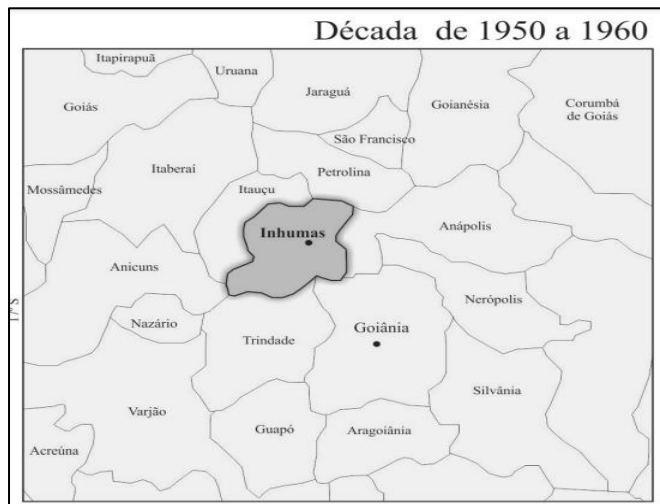 Década de 1950 a 1960
Itapirapuã
Uruana
Jaraguá
Goianésia
Corumbá
de Goiás
Goiás
São Francisco
Itaberaí
Petrolina
Mossâmedes
Itauçu
Anápolis
Inhumas
Anicuns
Nerópolis
Nazário
Goiânia
Trindade
Silvânia
Varjão
Guapó
Aragoiânia
Acreúna